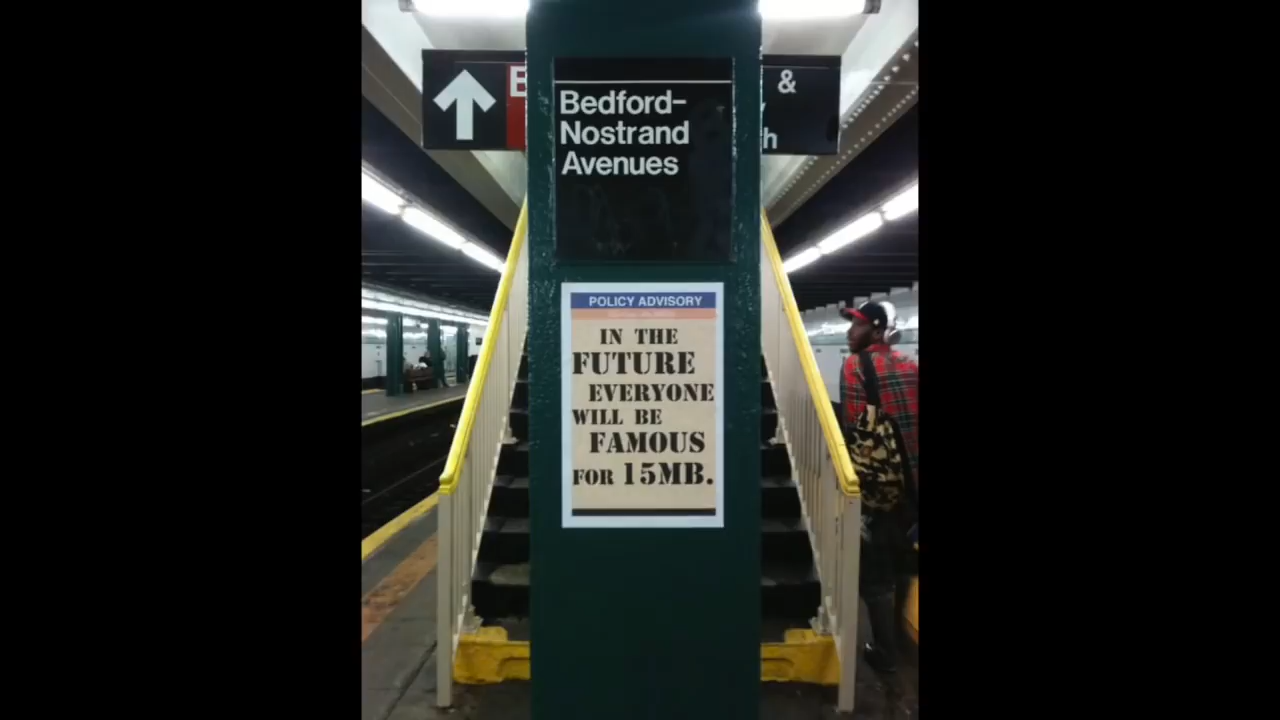 Bedford-
Nostrand
Avenues
&
POLICY ADVISORY
IN THE
FUTURE
EVERYONE
WILL BE
FAMOUS
FOR 15MB.